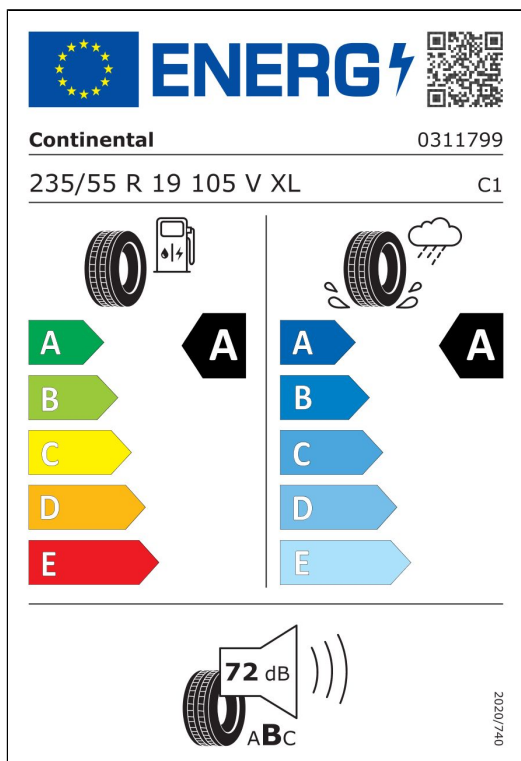 ENERG
Continental 0311799
235/55 R 19 105 V XL C1
A A A A
B B
C C
D D
E E
72 dB
ABC
2020/740